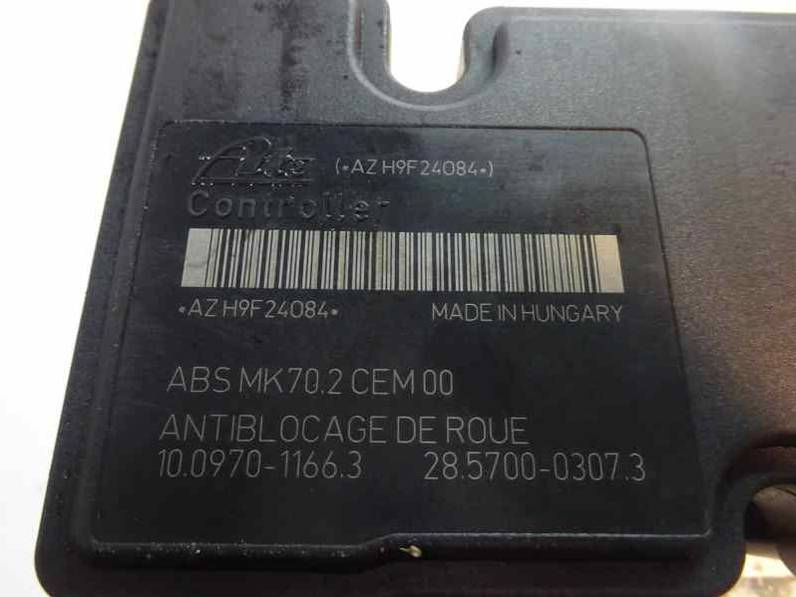 Ate (*AZ H9F24084*)
Controller
*AZ H9F24084* MADE IN HUNGARY
ABS MK70.2 CEM 00
ANTIBLOCAGE DE ROUE
10.0970-1166.3 28.5700-0307.3